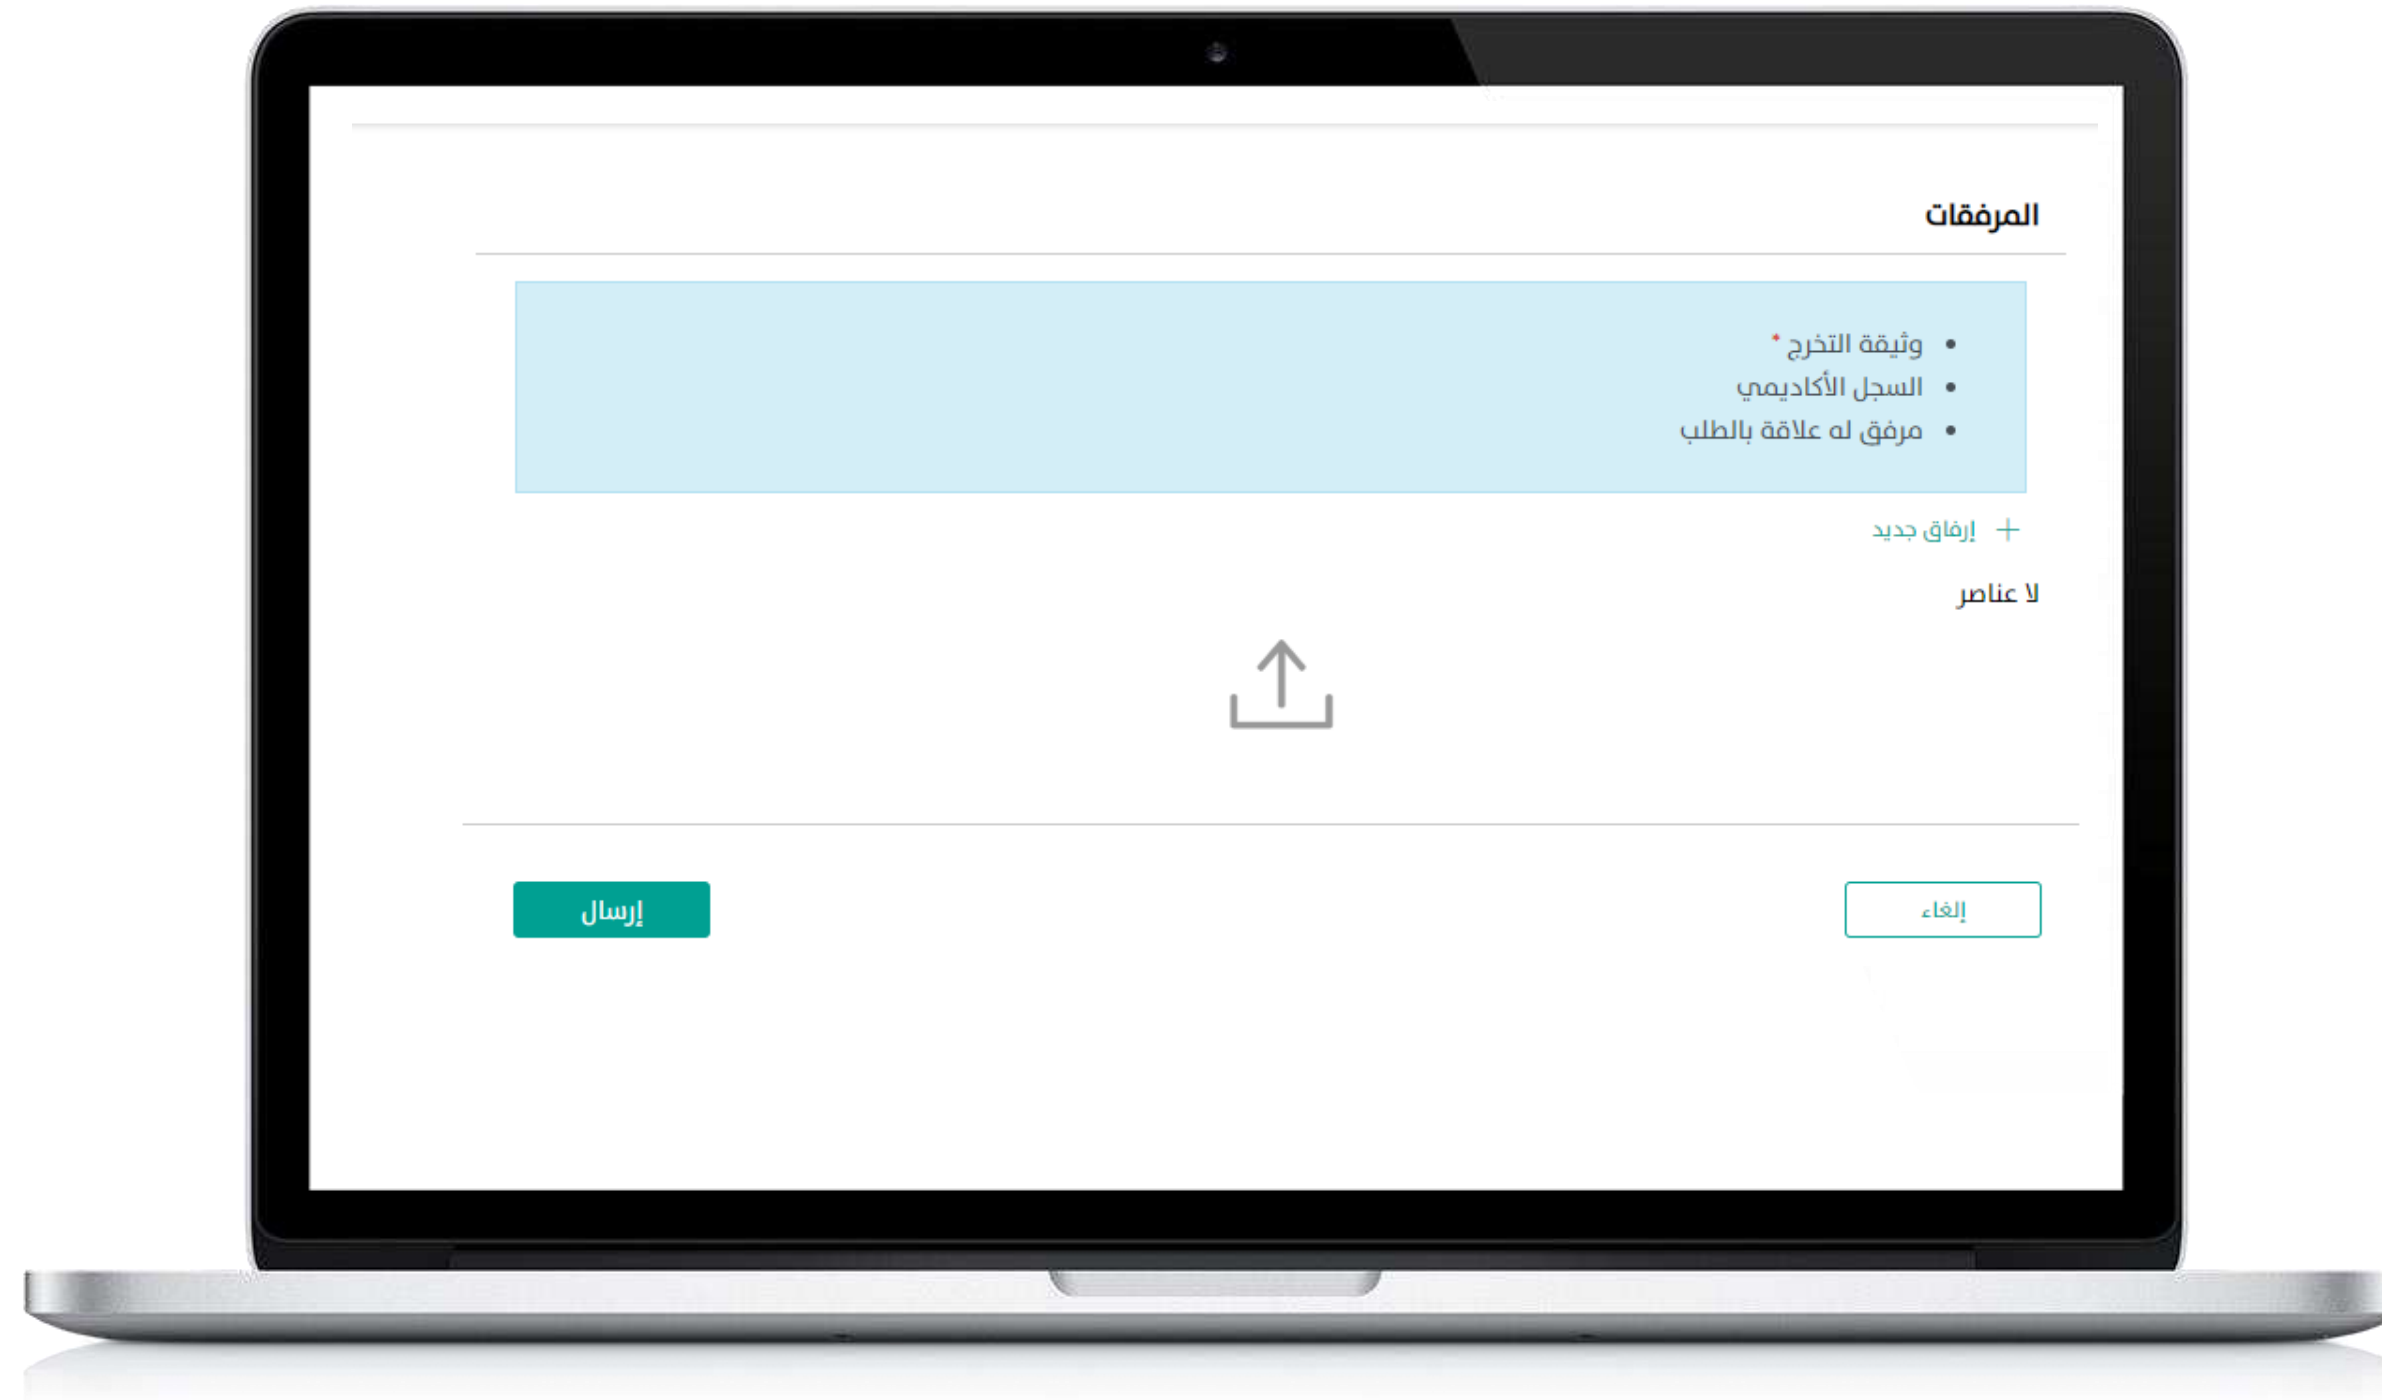 المرفقات
• وثيقة التخرج *
• السجل الأكاديمي
• مرفق له علاقة بالطلب
+ إرفاق جديد
لا عناصر
إلغاء
إرسال